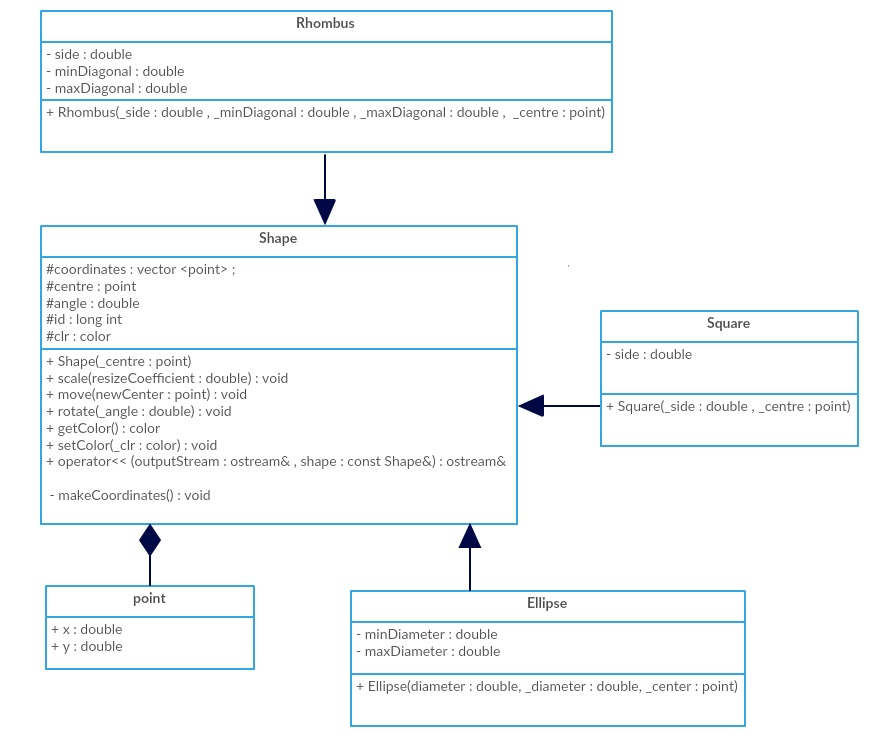 Rhombus
- side : double
- minDiagonal : double
- maxDiagonal : double
+ Rhombus(_side : double , _minDiagonal : double , _maxDiagonal : double ,  _centre : point)
Shape
#coordinates : vector <point> ;
#centre : point
#angle : double
#id : long int
#clr : color
+ Shape(_centre : point)
+ scale(resizeCoefficient : double) : void
+ move(newCenter : point) : void
+ rotate(_angle : double) : void
+ getColor() : color
+ setColor(_clr : color) : void
+ operator<< (outputStream : ostream& , shape : const Shape&) : ostream&
- makeCoordinates() : void
Square
- side : double
+ Square(_side : double , _centre : point)
point
+ x : double
+ y : double
Ellipse
- minDiameter : double
- maxDiameter : double
+ Ellipse(diameter : double, _diameter : double, _center : point)